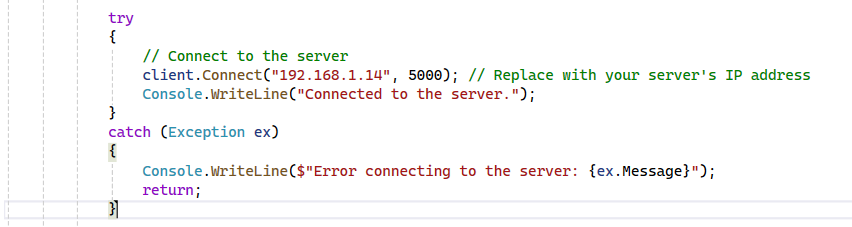 try
{
// Connect to the server
client.Connect("192.168.1.14", 5000); // Replace with your server's IP address
Console.WriteLine("Connected to the server.");
}
catch (Exception ex)
{
Console.WriteLine($"Error connecting to the server: {ex.Message}");
return;
}